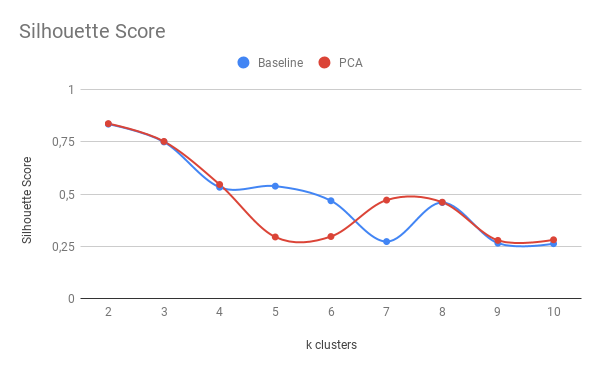 Silhouette Score
Baseline PCA
1
0,75
0,5
0,25
0
Silhouette Score
2 3 4 5 6 7 8 9 10
k clusters